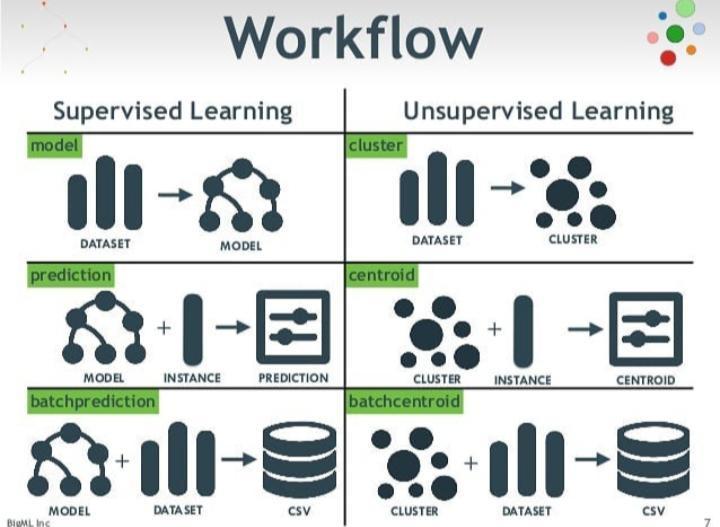 Workflow
Supervised Learning
Unsupervised Learning
model
cluster
DATASET
MODEL
DATASET
CLUSTER
prediction
centroid
+
+
MODEL
INSTANCE
PREDICTION
CLUSTER
INSTANCE
CENTROID
batchprediction
batchcentroid
+
+
MODEL
DATASET
CSV
CLUSTER
DATASET
CSV
BigML Inc
7